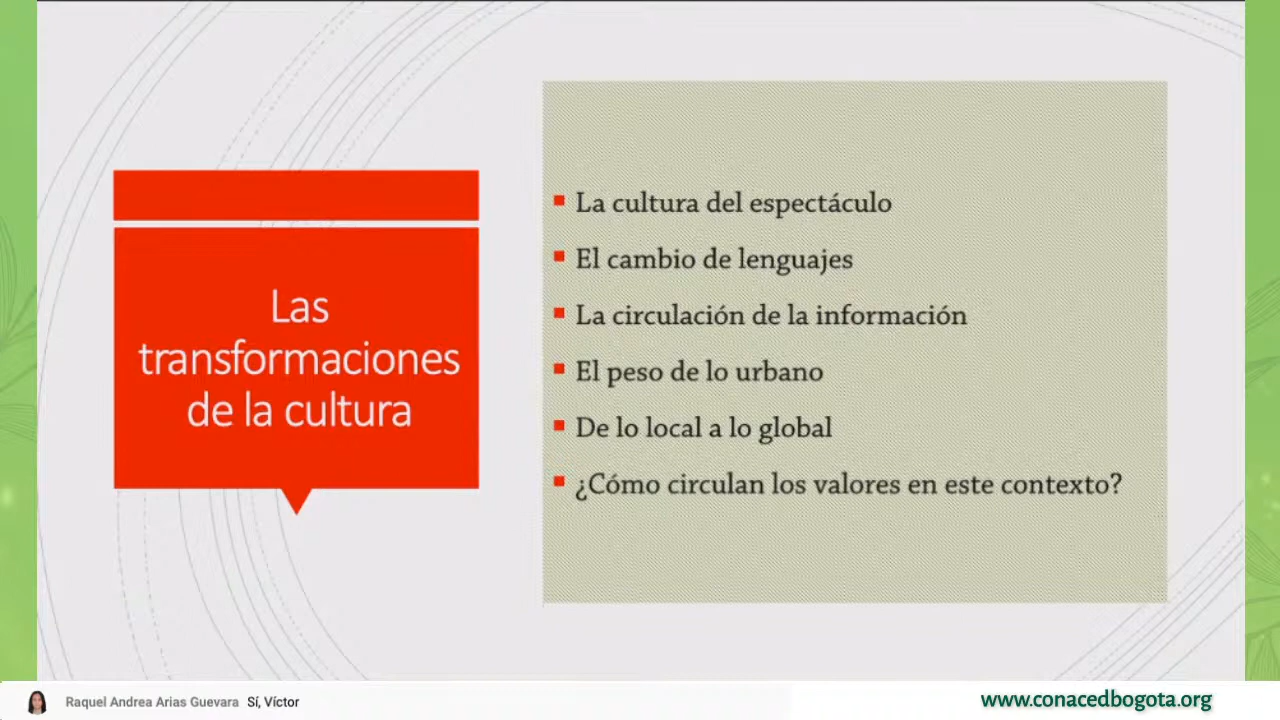 Las
transformaciones
de la cultura
La cultura del espectáculo
El cambio de lenguajes
La circulación de la información
El peso de lo urbano
De lo local a lo global
¿Cómo circulan los valores en este contexto?
Raquel Andrea Arias Guevara Sí, Víctor
www.conacedbogota.org